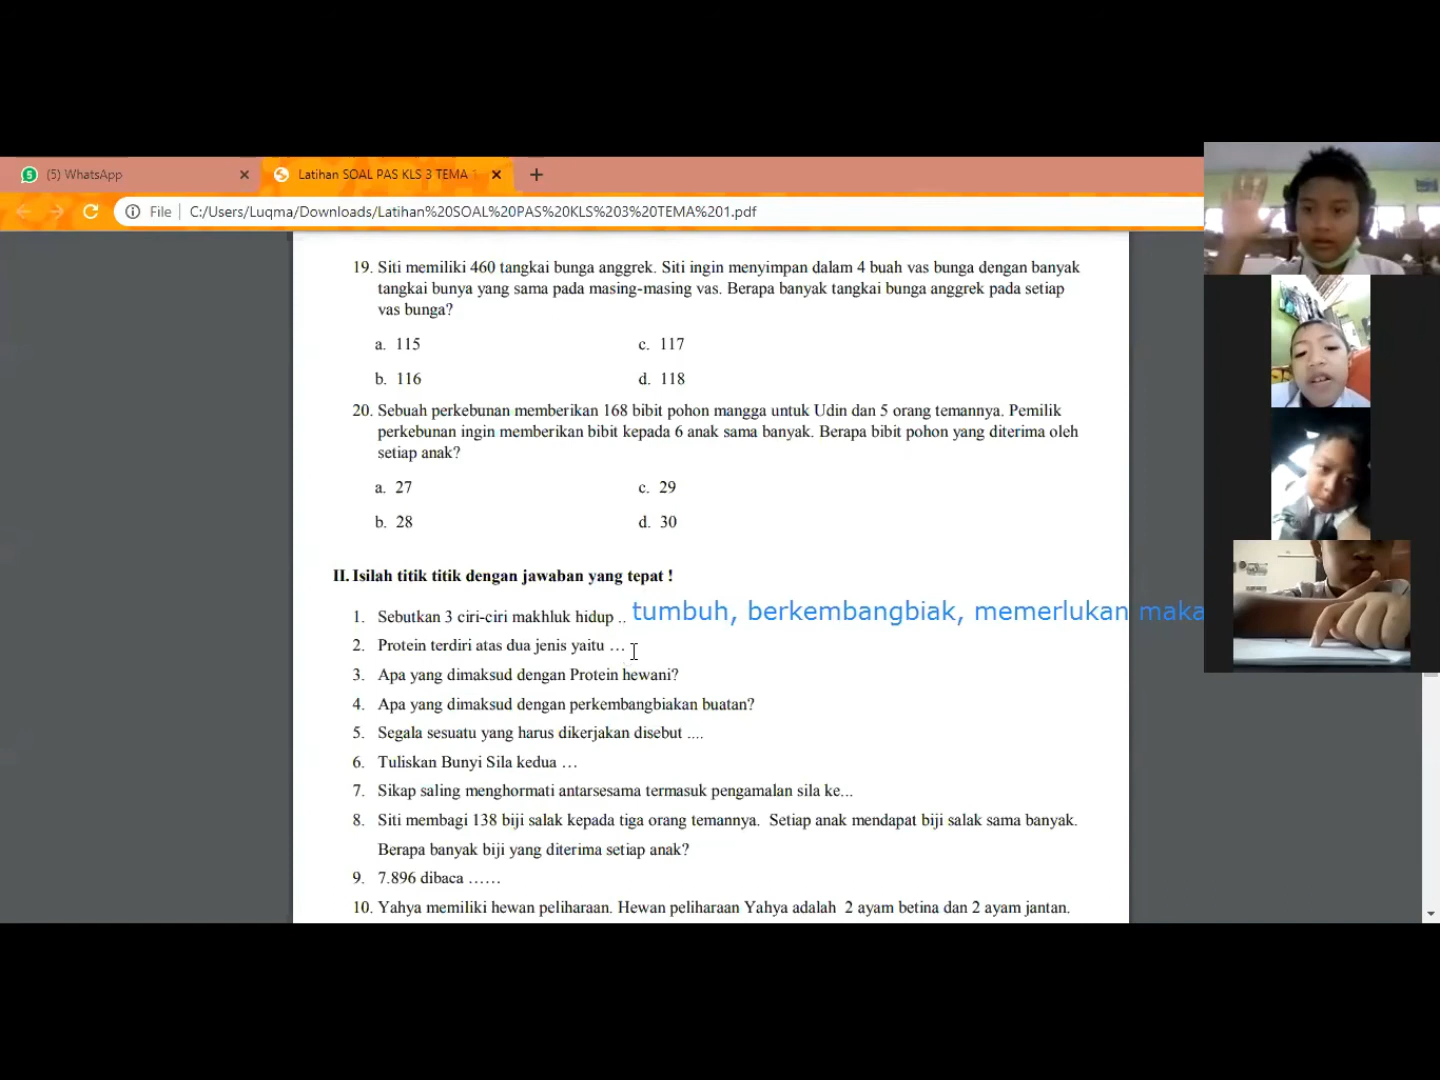 (5) WhatsApp
Latihan SOAL PAS KLS 3 TEMA
File C:/Users/Luqma/Downloads/Latihan%20SOAL%20PAS%20KLS%203%20TEMA%201.pdf
19. Siti memiliki 460 tangkai bunga anggrek. Siti ingin menyimpan dalam 4 buah vas bunga dengan banyak
tangkai bunya yang sama pada masing-masing vas. Berapa banyak tangkai bunga anggrek pada setiap
vas bunga?
a. 115 c. 117
b. 116 d. 118
20. Sebuah perkebunan memberikan 168 bibit pohon mangga untuk Udin dan 5 orang temannya. Pemilik
perkebunan ingin memberikan bibit kepada 6 anak sama banyak. Berapa bibit pohon yang diterima oleh
setiap anak?
a. 27 c. 29
b. 28 d. 30
II. Isilah titik titik dengan jawaban yang tepat !
1. Sebutkan 3 ciri-ciri makhluk hidup .. tumbuh, berkembangbiak, memerlukan maka
2. Protein terdiri atas dua jenis yaitu …
3. Apa yang dimaksud dengan Protein hewani?
4. Apa yang dimaksud dengan perkembangbiakan buatan?
5. Segala sesuatu yang harus dikerjakan disebut ....
6. Tuliskan Bunyi Sila kedua …
7. Sikap saling menghormati antarsesama termasuk pengamalan sila ke...
8. Siti membagi 138 biji salak kepada tiga orang temannya. Setiap anak mendapat biji salak sama banyak.
Berapa banyak biji yang diterima setiap anak?
9. 7.896 dibaca ……
10. Yahya memiliki hewan peliharaan. Hewan peliharaan Yahya adalah 2 ayam betina dan 2 ayam jantan.